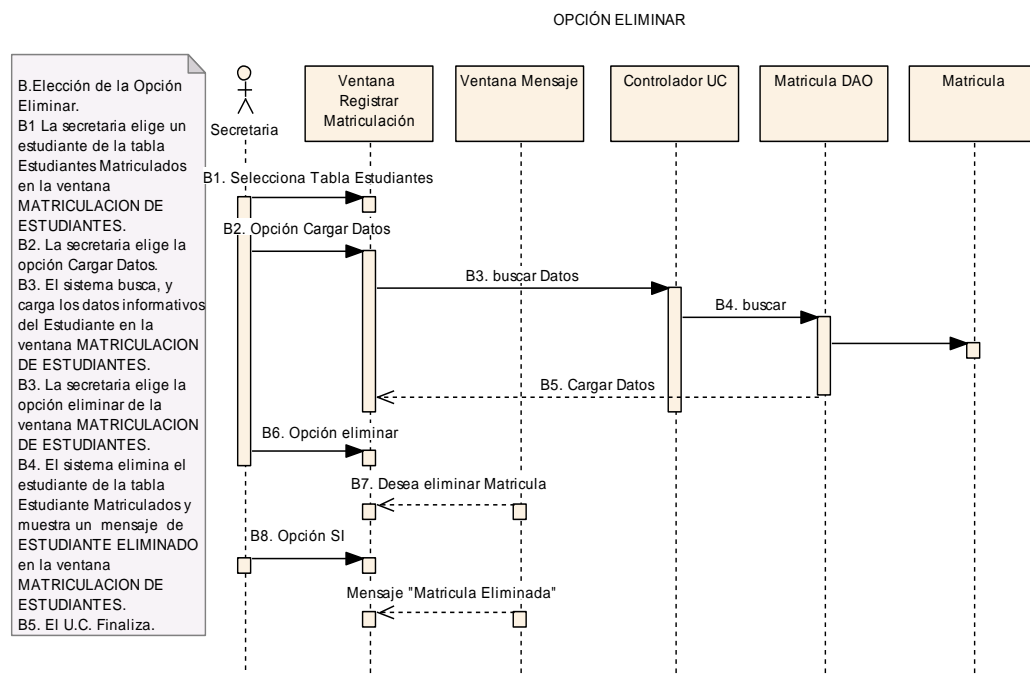 OPCIÓN ELIMINAR
B.Elección de la Opción
Eliminar.
B1 La secretaria elige un
estudiante de la tabla
Estudiantes Matriculados
en la ventana
MATRICULACION DE
ESTUDIANTES.
B2. La secretaria elige la
opción Cargar Datos.
B3. El sistema busca, y
carga los datos informativos
del Estudiante en la
ventana MATRICULACION
DE ESTUDIANTES.
B3. La secretaria elige la
opción eliminar de la
ventana MATRICULACION
DE ESTUDIANTES.
B4. El sistema elimina el
estudiante de la tabla
Estudiante Matriculados y
muestra un mensaje de
ESTUDIANTE ELIMINADO
en la ventana
MATRICULACION DE
ESTUDIANTES.
B5. El U.C. Finaliza.
Secretaria
Ventana
Registrar
Matriculación
Ventana Mensaje
Controlador UC
Matricula DAO
Matricula
B1. Selecciona Tabla Estudiantes
B2. Opción Cargar Datos
B3. buscar Datos
B4. buscar
B5. Cargar Datos
B6. Opción eliminar
B7. Desea eliminar Matricula
B8. Opción SI
Mensaje "Matricula Eliminada"